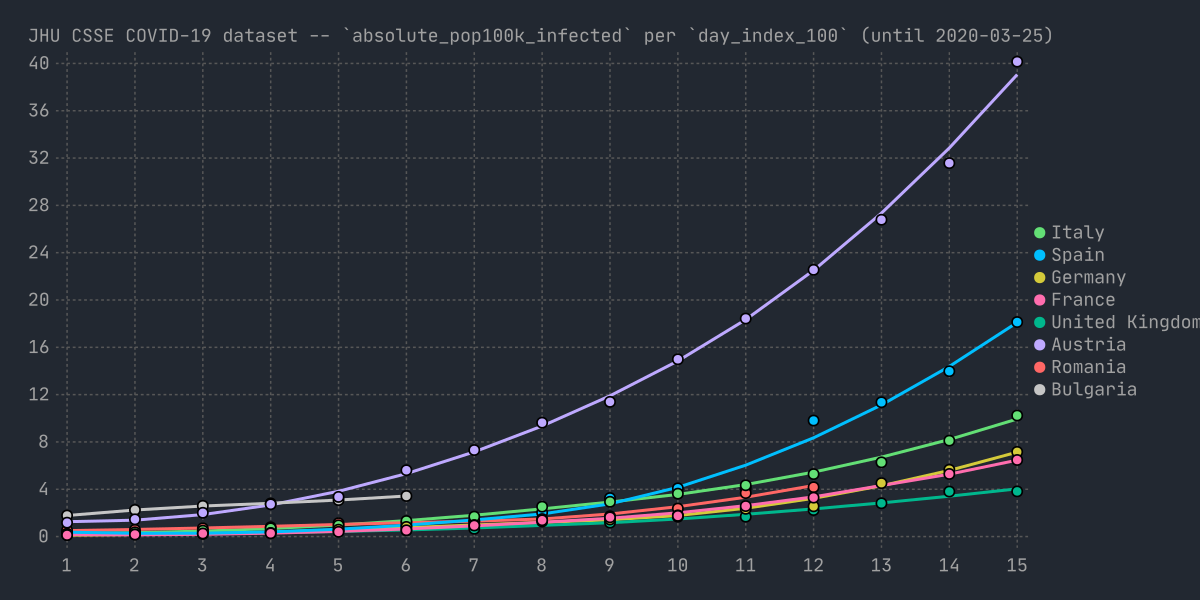 JHU CSSE COVID-19 dataset -- `absolute_pop100k_infected` per `day_index_100` (until 2020-03-25)
40
36
32
28
24
20
16
12
8
4
0
1 2 3 4 5 6 7 8 9 10 11 12 13 14 15
Italy
Spain
Germany
France
United Kingdom
Austria
Romania
Bulgaria